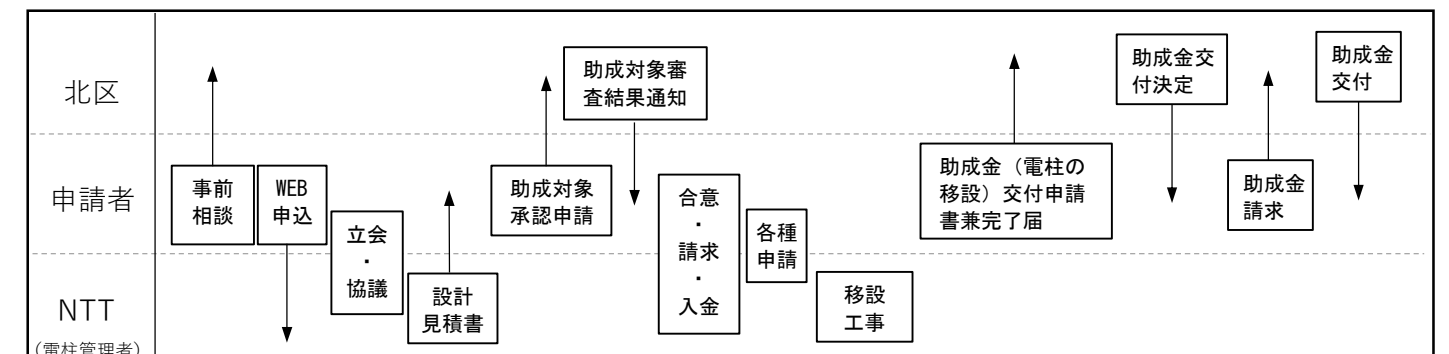 北区
助成対象審
査結果通知
助成金交
付決定
助成金
交付
申請者
事前
相談
WEB
申込
立会
・
協議
設計
見積書
助成対象
承認申請
合意
・
請求
・
入金
各種
申請
助成金（電柱の
移設）交付申請
書兼完了届
助成金
請求
NTT
（電柱管理者）
移設
工事